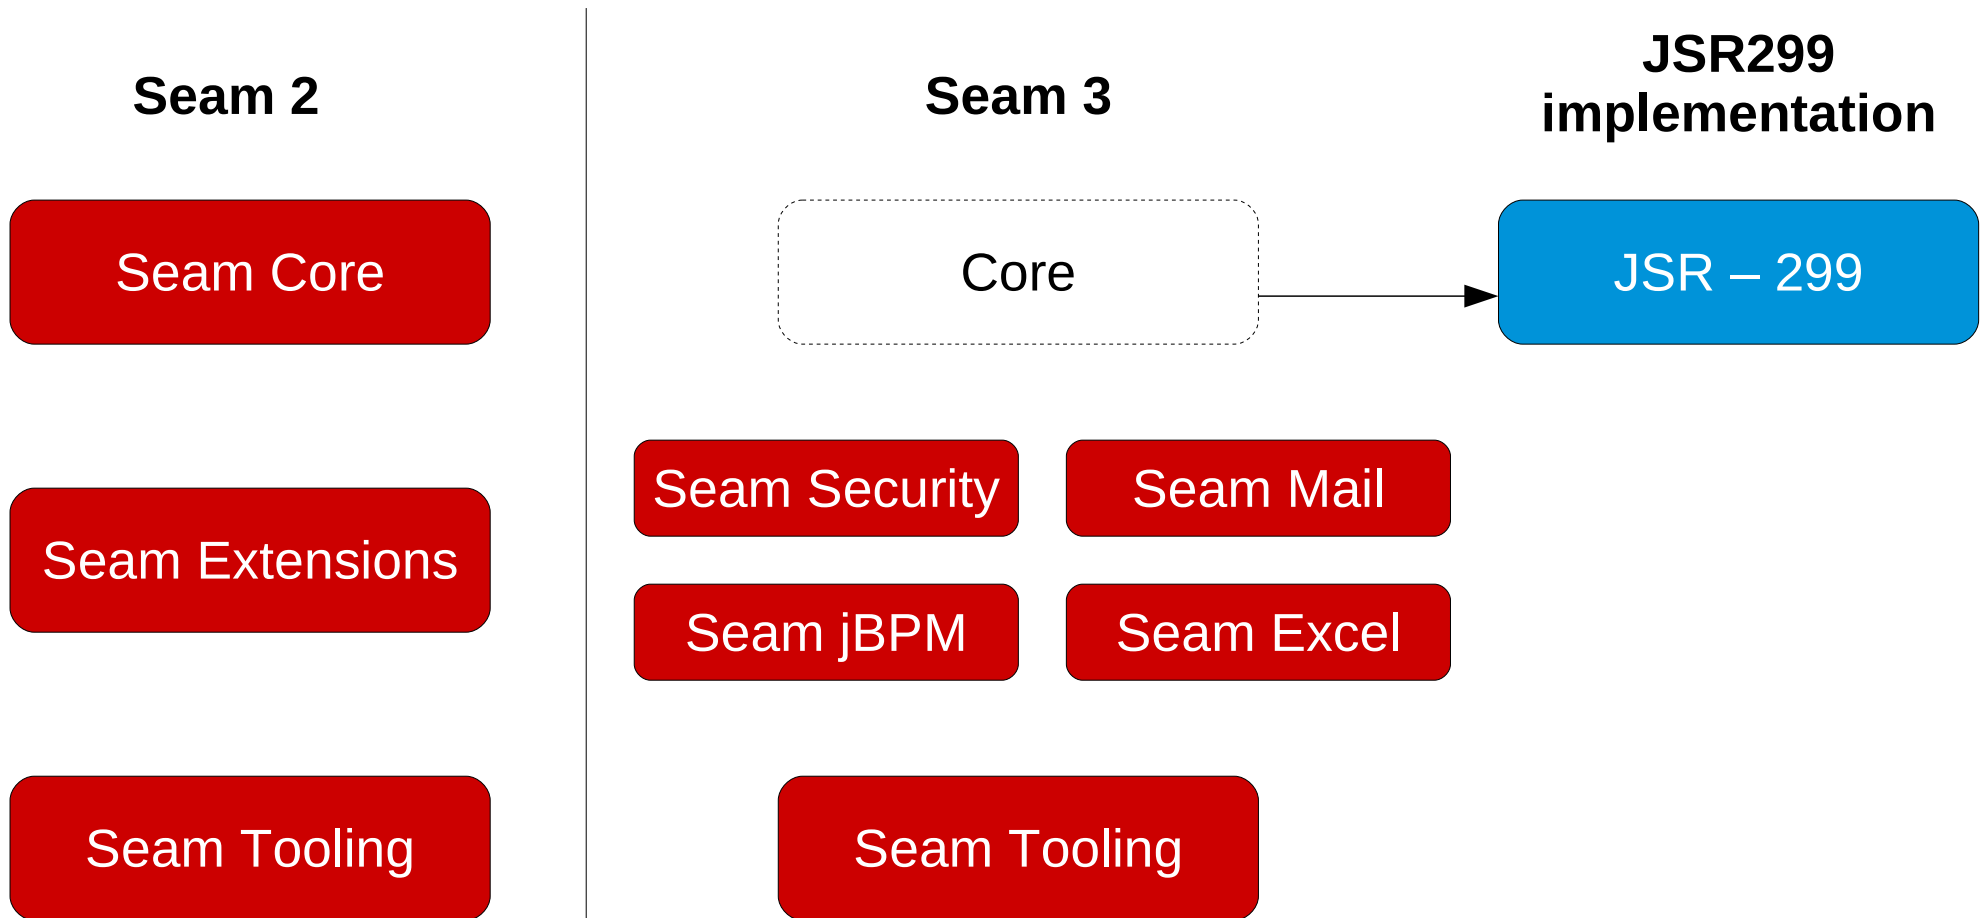 Seam 2
Seam 3
JSR299
implementation
Seam Core
Core
JSR – 299
Seam Security
Seam Mail
Seam Extensions
Seam jBPM
Seam Excel
Seam Tooling
Seam Tooling